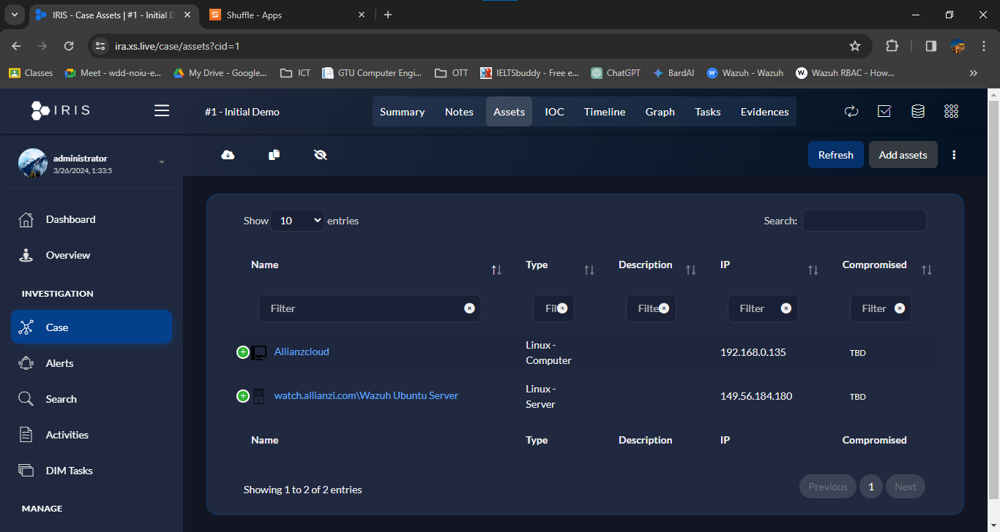 IRIS - Case Assets | #1 - Initial D
Shuffle - Apps
ira.xs.live/case/assets?cid=1
Classes
Meet - wdd-noiu-e...
My Drive - Google...
ICT
GTU Computer Engi...
OTT
IELTSbuddy - Free e...
ChatGPT
BardAI
Wazuh - Wazuh
Wazuh RBAC - How...
IRIS
#1 - Initial Demo
Summary Notes Assets IOC Timeline Graph Tasks Evidences
administrator
3/26/2024, 1:33:5
Refresh
Add assets
Dashboard
Overview
INVESTIGATION
Case
Alerts
Search
Activities
DIM Tasks
MANAGE
Show 10 entries
Search:
Name Type Description IP Compromised
Filter Fil Filte Filter Filter
Allianzcloud Linux - Computer 192.168.0.135 TBD
watch.allianzi.com\Wazuh Ubuntu Server Linux - Server 149.56.184.180 TBD
Name Type Description IP Compromised
Showing 1 to 2 of 2 entries
Previous 1 Next